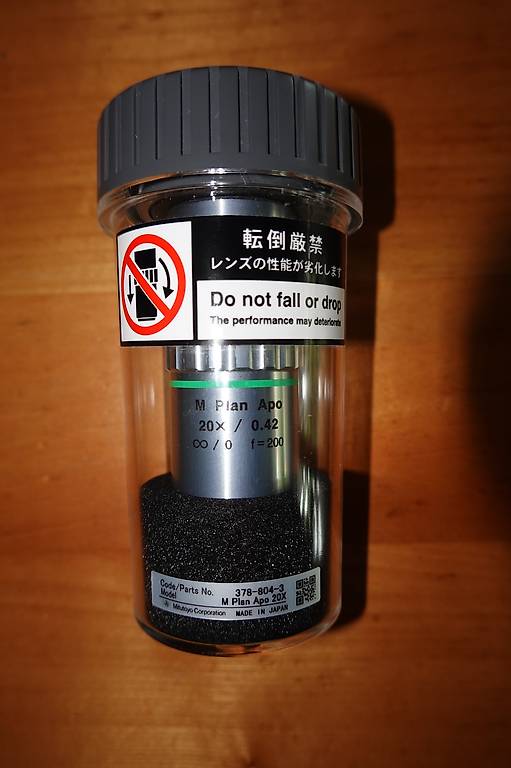 転倒厳禁
レンズの性能が劣化します
Do not fall or drop
The performance may deteriorate
M Plan Apo
20× / 0.42
∞ / 0 f=200
Code/Parts No. 378-804-3
Model M Plan Apo 20X
Mitutoyo Corporation MADE IN JAPAN